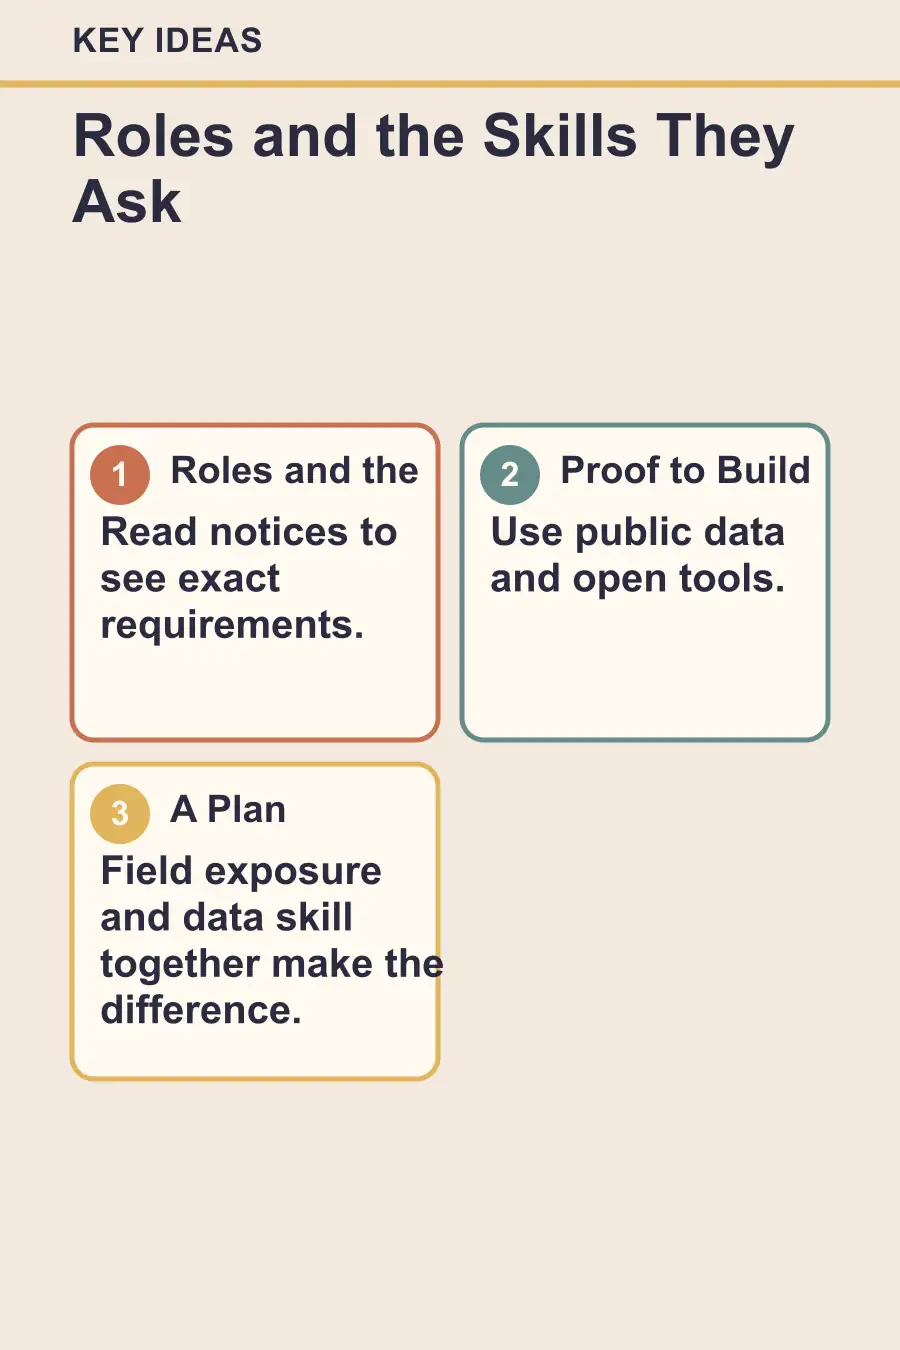 KEY IDEAS
Roles and the Skills They
Ask
1
Roles and the
Read notices to
see exact
requirements.
2
Proof to Build
Use public data
and open tools.
3
A Plan
Field exposure
and data skill
together make the
difference.